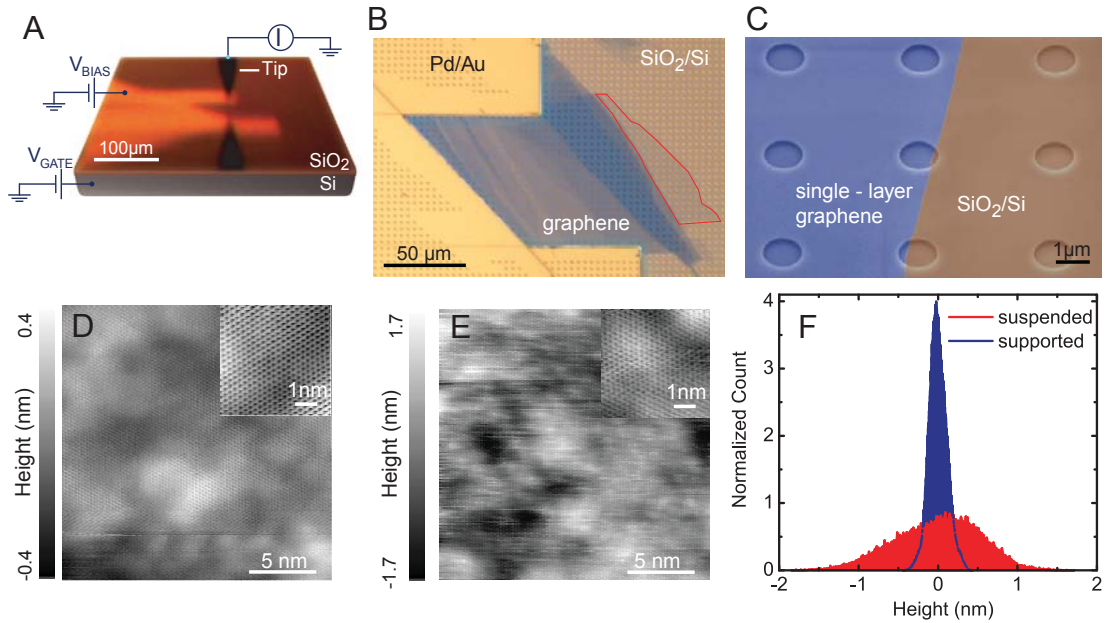 A
V_BIAS
Tip
100μm
V_GATE
SiO₂
Si
B
Pd/Au
SiO₂/Si
graphene
50 μm
C
single - layer
graphene
SiO₂/Si
1μm
D
0.4
Height (nm)
-0.4
1nm
5 nm
E
1.7
Height (nm)
-1.7
1nm
5 nm
F
suspended
supported
Normalized Count
4
3
2
1
0
-2
-1
0
1
2
Height (nm)